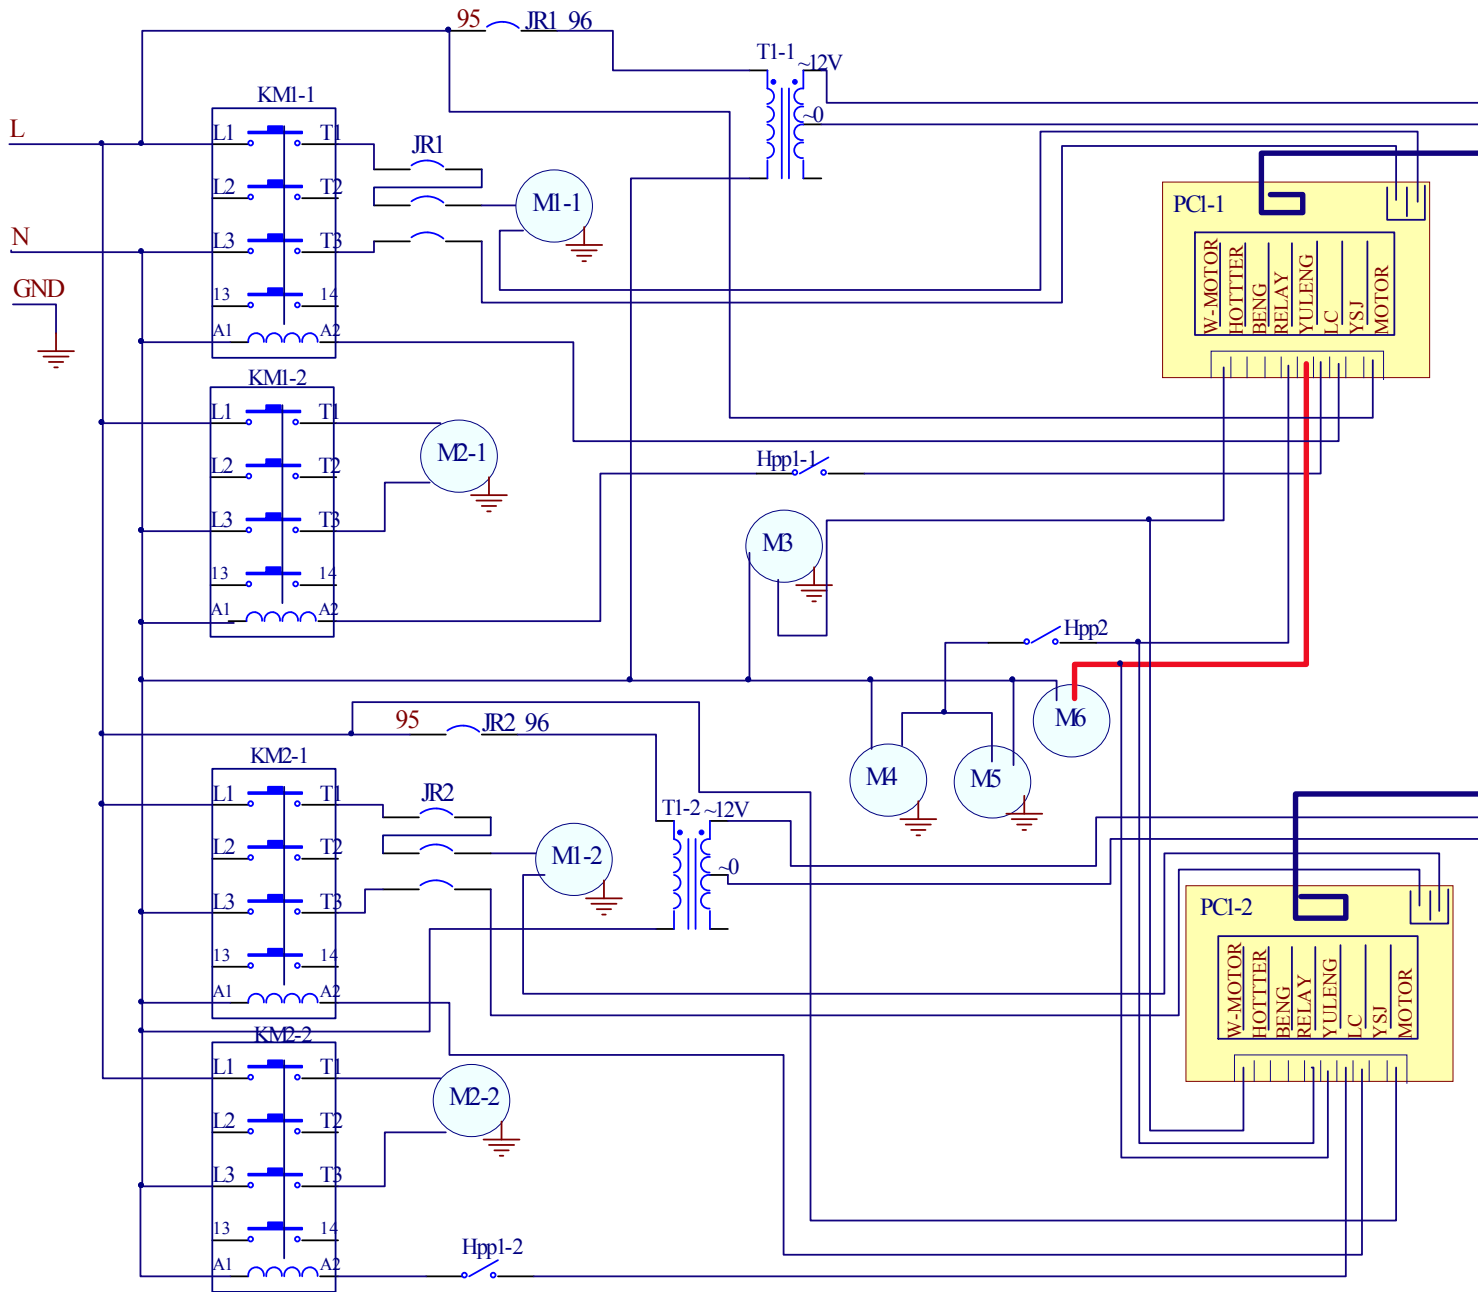 95 JR1 96
T1-1
~12V
KM1-1
L
L1 T1
JR1
~0
L2 T2
M1-1
PC1-1
N
L3 T3
GND
13 14
A1 A2
W-MOTOR
HOTTTER
BENG
RELAY
YULENG
LC
YSJ
MOTOR
KM1-2
L1 T1
M2-1
L2 T2
Hpp1-1
L3 T3
M3
13 14
A1 A2
Hpp2
M6
95 JR2 96
KM2-1
M4
M5
L1 T1
JR2
T1-2 ~12V
L2 T2
M1-2
~0
L3 T3
PC1-2
13 14
A1 A2
W-MOTOR
HOTTTER
BENG
RELAY
YULENG
LC
YSJ
MOTOR
KM2-2
L1 T1
M2-2
L2 T2
L3 T3
13 14
Hpp1-2
A1 A2